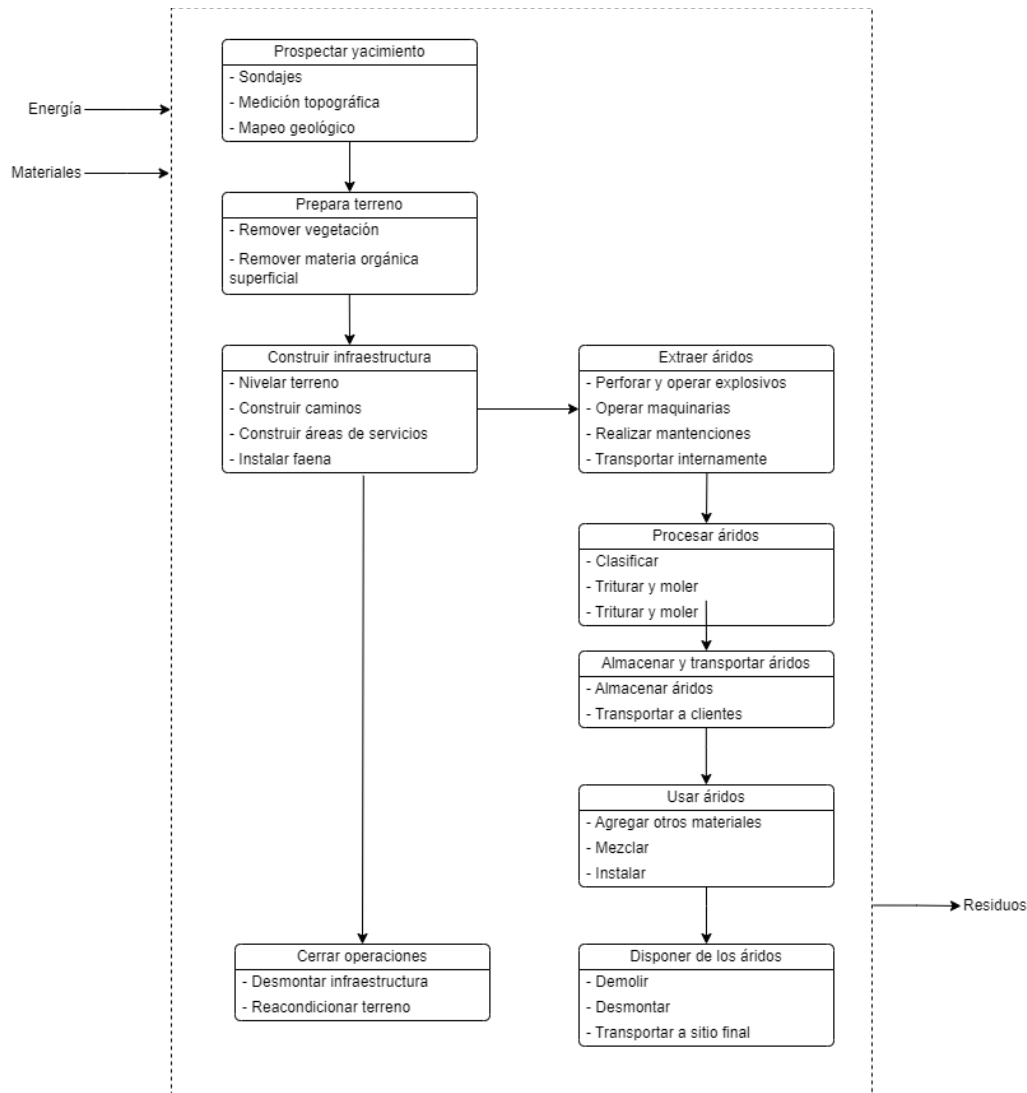 Prospectar yacimiento
- Sondajes
- Medición topográfica
- Mapeo geológico
Energía
Materiales
Prepara terreno
- Remover vegetación
- Remover materia orgánica
superficial
Construir infraestructura
- Nivelar terreno
- Construir caminos
- Construir áreas de servicios
- Instalar faena
Extraer áridos
- Perforar y operar explosivos
- Operar maquinarias
- Realizar mantenciones
- Transportar internamente
Procesar áridos
- Clasificar
- Triturar y moler
- Triturar y moler
Almacenar y transportar áridos
- Almacenar áridos
- Transportar a clientes
Usar áridos
- Agregar otros materiales
- Mezclar
- Instalar
Residuos
Cerrar operaciones
- Desmontar infraestructura
- Reacondicionar terreno
Disponer de los áridos
- Demolir
- Desmontar
- Transportar a sitio final